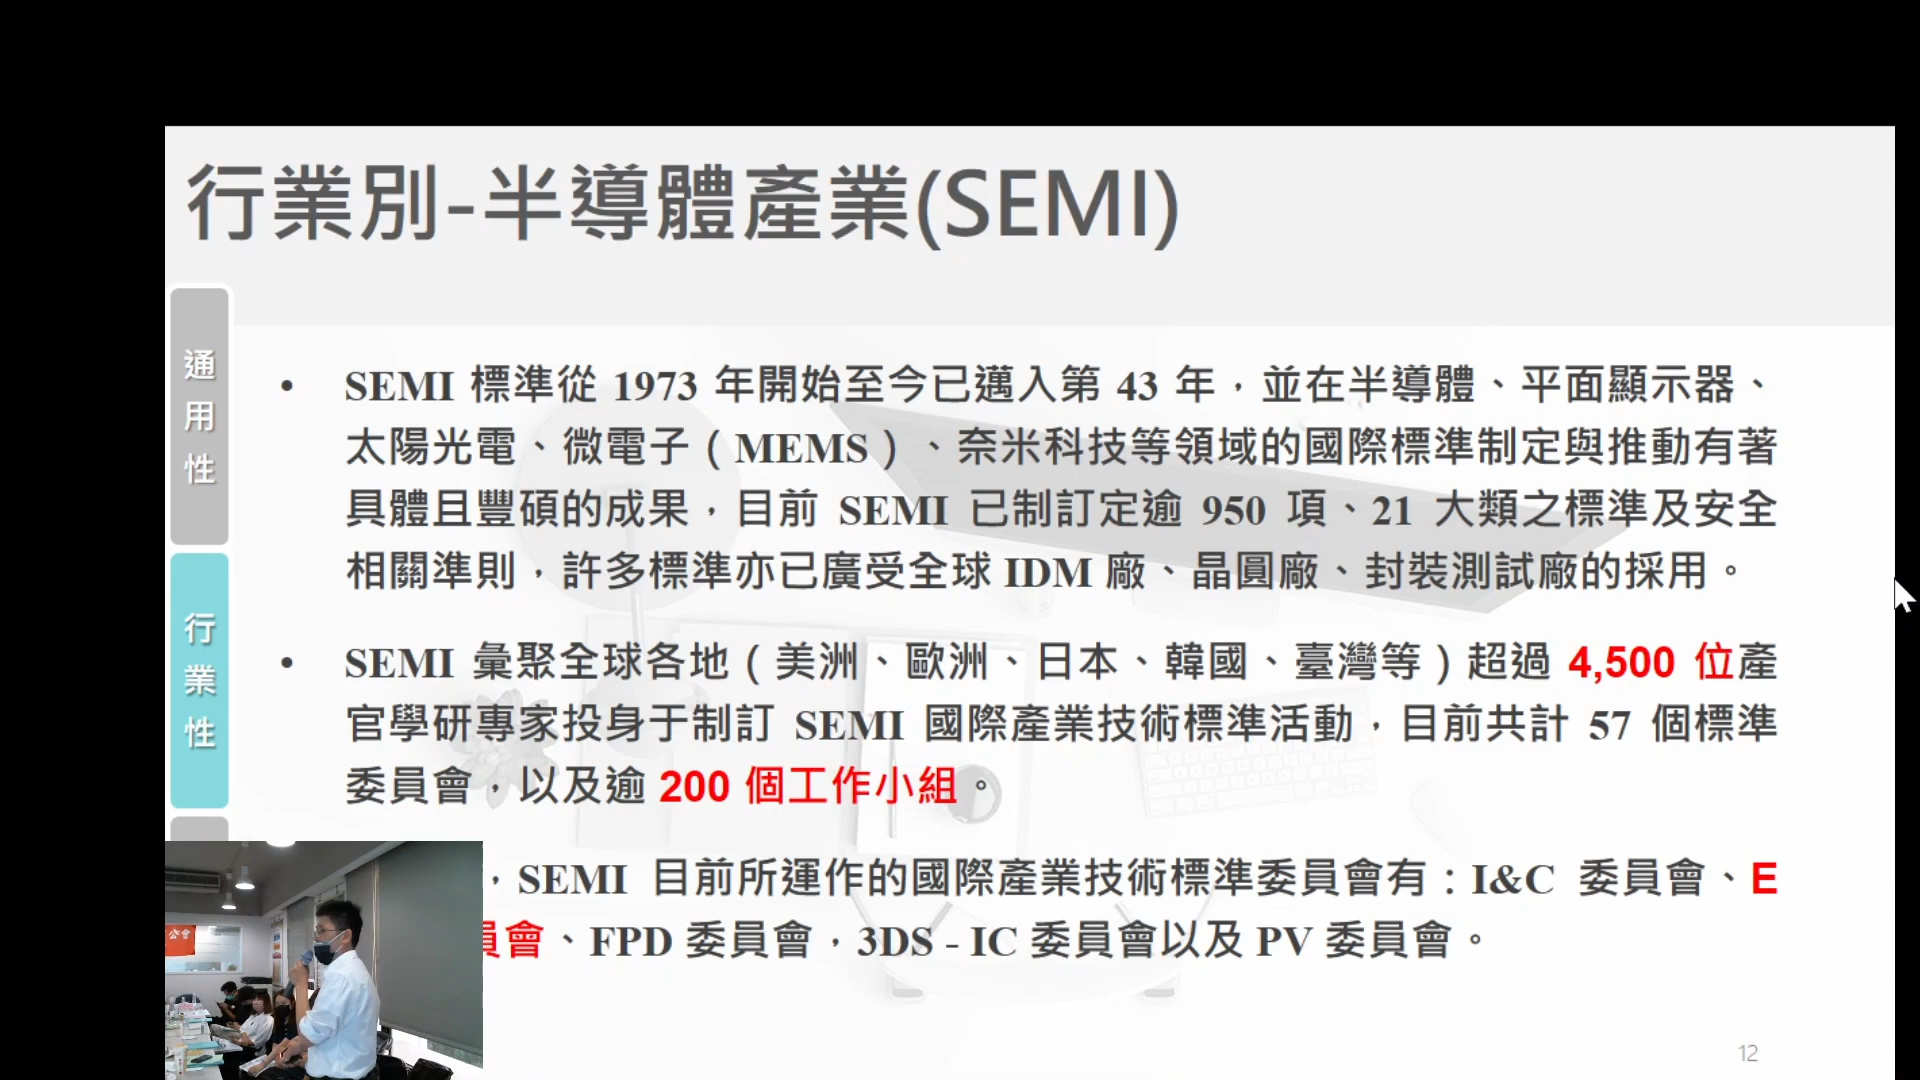 行業別-半導體產業(SEMI)
通用性
行業性
• SEMI 標準從 1973 年開始至今已邁入第 43 年，並在半導體、平面顯示器、
太陽光電、微電子（MEMS）、奈米科技等領域的國際標準制定與推動有著
具體且豐碩的成果，目前 SEMI 已制訂定逾 950 項、21 大類之標準及安全
相關準則，許多標準亦已廣受全球 IDM 廠、晶圓廠、封裝測試廠的採用。
• SEMI 彙聚全球各地（美洲、歐洲、日本、韓國、臺灣等）超過 4,500 位產
官學研專家投身于制訂 SEMI 國際產業技術標準活動，目前共計 57 個標準
委員會，以及逾 200 個工作小組。
，SEMI 目前所運作的國際產業技術標準委員會有：I&C 委員會、E
員會、FPD 委員會，3DS - IC 委員會以及 PV 委員會。
公會
12